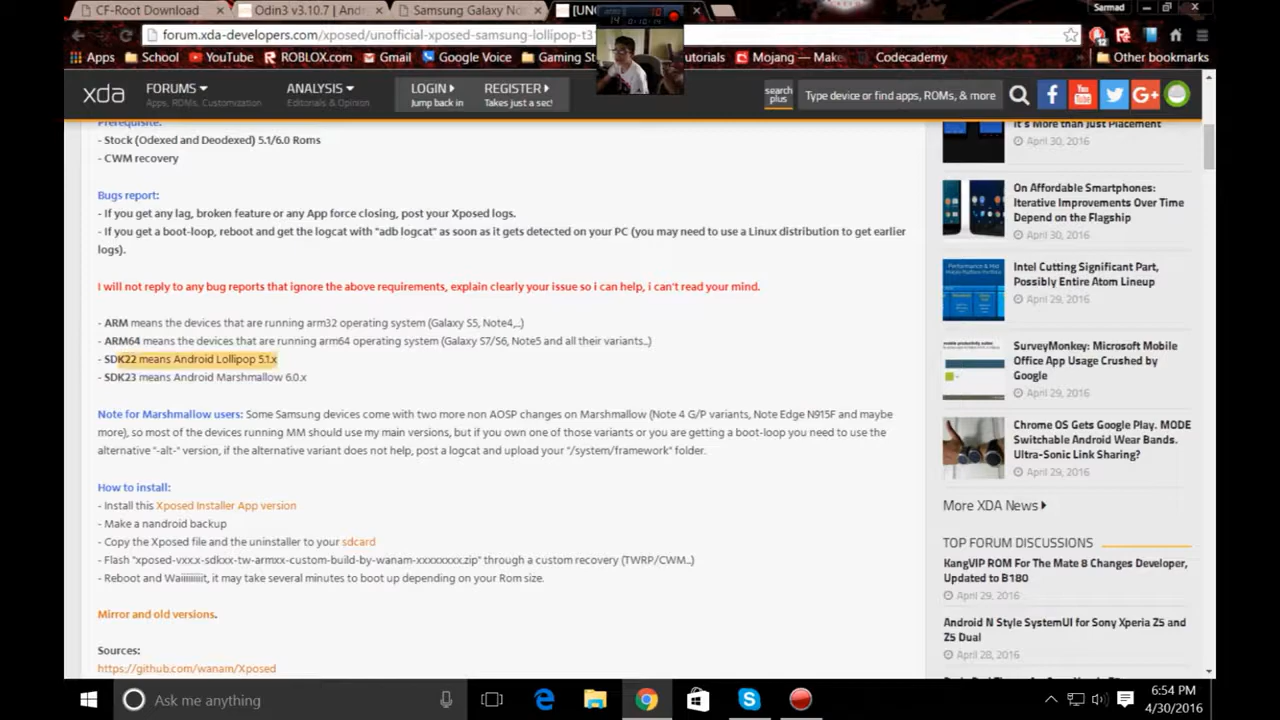 CF-Root Download
Odin3 v3.10.7 | And
Samsung Galaxy No
[UN
Sarmad
10
forum.xda-developers.com/xposed/unofficial-xposed-samsung-lollipop-t3
Apps
School
YouTube
ROBLOX.COM
Gmail
Google Voice
Gaming S
utorials
Mojang — Make
Codecademy
Other bookmarks
xda
FORUMS
Apps, ROMs, Customization
ANALYSIS
Editorials & Opinion
LOGIN
Jump back in
REGISTER
Takes just a sec!
search
plus
Type device or find apps, ROMs, & more
Prerequisite:
- Stock (Odexed and Deodexed) 5.1/6.0 Roms
- CWM recovery
Bugs report:
- If you get any lag, broken feature or any App force closing, post your Xposed logs.
- If you get a boot-loop, reboot and get the logcat with "adb logcat" as soon as it gets detected on your PC (you may need to use a Linux distribution to get earlier
logs).
I will not reply to any bug reports that ignore the above requirements, explain clearly your issue so i can help, i can't read your mind.
- ARM means the devices that are running arm32 operating system (Galaxy S5, Note4,..)
- ARM64 means the devices that are running arm64 operating system (Galaxy S7/S6, Note5 and all their variants..)
- SDK22 means Android Lollipop 5.1.x
- SDK23 means Android Marshmallow 6.0.x
Note for Marshmallow users: Some Samsung devices come with two more non AOSP changes on Marshmallow (Note 4 G/P variants, Note Edge N915F and maybe
more), so most of the devices running MM should use my main versions, but if you own one of those variants or you are getting a boot-loop you need to use the
alternative "-alt-" version, if the alternative variant does not help, post a logcat and upload your "/system/framework" folder.
How to install:
- Install this Xposed Installer App version
- Make a nandroid backup
- Copy the Xposed file and the uninstaller to your sdcard
- Flash "xposed-vxx.x-sdkxx-tw-armxx-custom-build-by-wanam-xxxxxxxx.zip" through a custom recovery (TWRP/CWM...)
- Reboot and Waiiiiiiiiit, it may take several minutes to boot up depending on your Rom size.
Mirror and old versions.
Sources:
https://github.com/wanam/Xposed
It's More than Just Placement
April 30, 2016
On Affordable Smartphones:
Iterative Improvements Over Time
Depend on the Flagship
April 30, 2016
Intel Cutting Significant Part,
Possibly Entire Atom Lineup
April 29, 2016
SurveyMonkey: Microsoft Mobile
Office App Usage Crushed by
Google
April 29, 2016
Chrome OS Gets Google Play. MODE
Switchable Android Wear Bands.
Ultra-Sonic Link Sharing?
April 29, 2016
More XDA News
TOP FORUM DISCUSSIONS
KangVIP ROM For The Mate 8 Changes Developer,
Updated to B180
April 29, 2016
Android N Style SystemUI for Sony Xperia Z5 and
Z5 Dual
April 28, 2016
Ask me anything
6:54 PM
4/30/2016